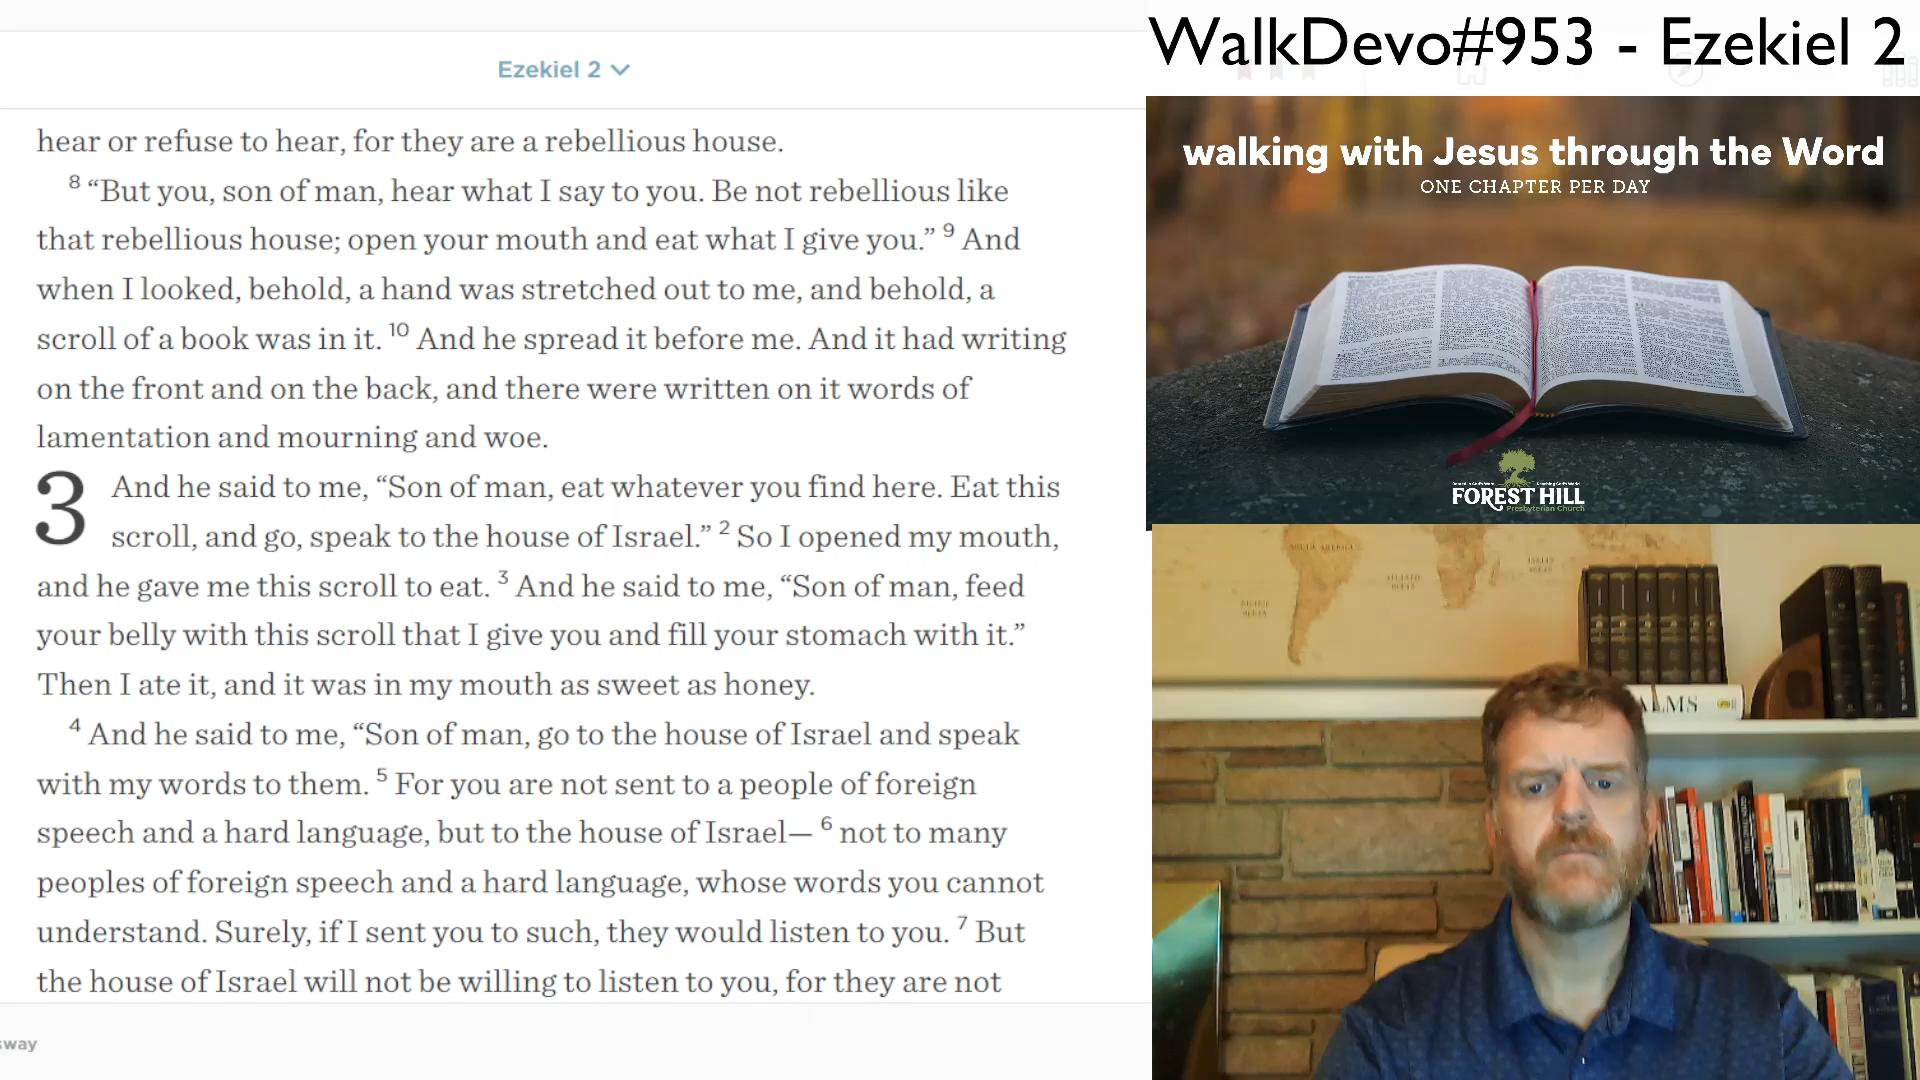 WalkDevo#953 - Ezekiel 2
Ezekiel 2
hear or refuse to hear, for they are a rebellious house.
8 “But you, son of man, hear what I say to you. Be not rebellious like
that rebellious house; open your mouth and eat what I give you.” 9 And
when I looked, behold, a hand was stretched out to me, and behold, a
scroll of a book was in it. 10 And he spread it before me. And it had writing
on the front and on the back, and there were written on it words of
lamentation and mourning and woe.
3 And he said to me, “Son of man, eat whatever you find here. Eat this
scroll, and go, speak to the house of Israel.” 2 So I opened my mouth,
and he gave me this scroll to eat. 3 And he said to me, “Son of man, feed
your belly with this scroll that I give you and fill your stomach with it.”
Then I ate it, and it was in my mouth as sweet as honey.
4 And he said to me, “Son of man, go to the house of Israel and speak
with my words to them. 5 For you are not sent to a people of foreign
speech and a hard language, but to the house of Israel— 6 not to many
peoples of foreign speech and a hard language, whose words you cannot
understand. Surely, if I sent you to such, they would listen to you. 7 But
the house of Israel will not be willing to listen to you, for they are not
sway
walking with Jesus through the Word
ONE CHAPTER PER DAY
FOREST HILL
Presbyterian Church
SOUTH AMERICA
ATLANTIC
OCEAN
INDIAN
OCEAN
PACIFIC
OCEAN
ALMS